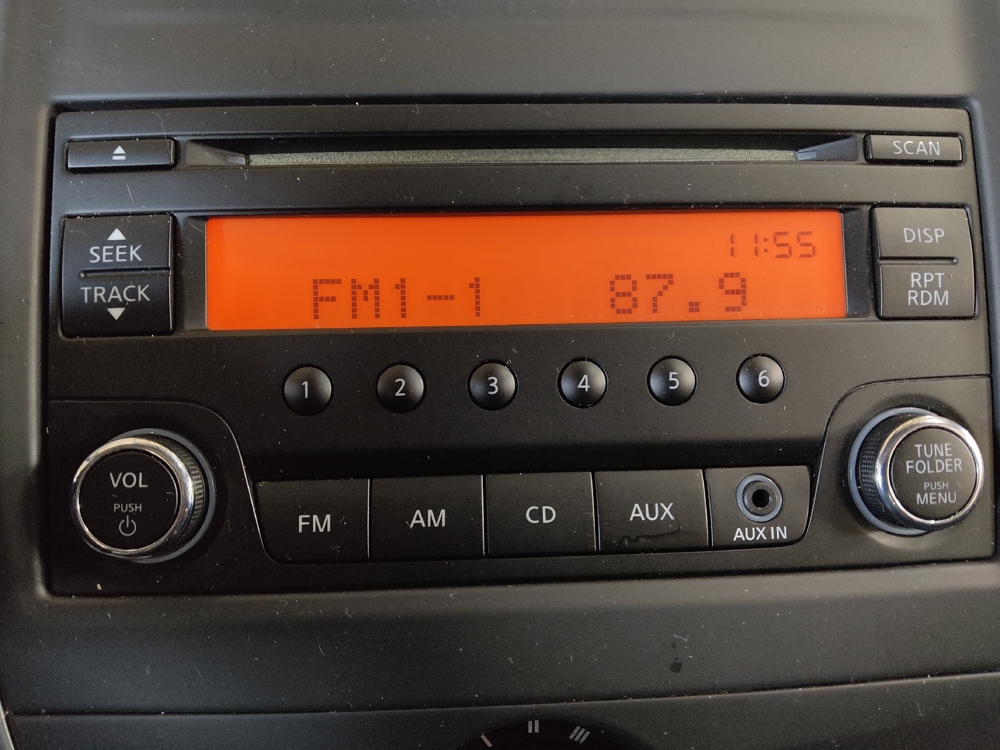 SCAN
SEEK
TRACK
11:55
FM1-1 87.9
DISP
RPT
RDM
1 2 3 4 5 6
VOL
PUSH
TUNE
FOLDER
PUSH
MENU
FM AM CD AUX
AUX IN